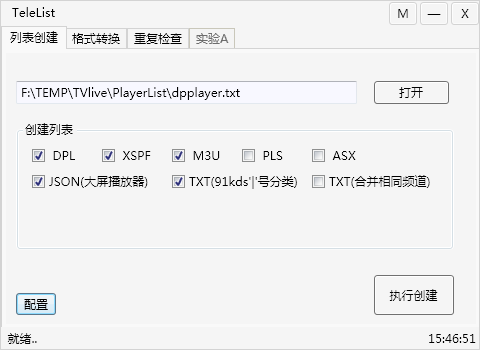 TeleList M — X
列表创建 格式转换 重复检查 实验A
F:\TEMP\TVlive\PlayerList\dpplayer.txt 打开
创建列表
DPL XSPF M3U PLS ASX
JSON(大屏播放器) TXT(91kds'|'号分类) TXT(合并相同频道)
执行创建
配置
就绪.. 15:46:51